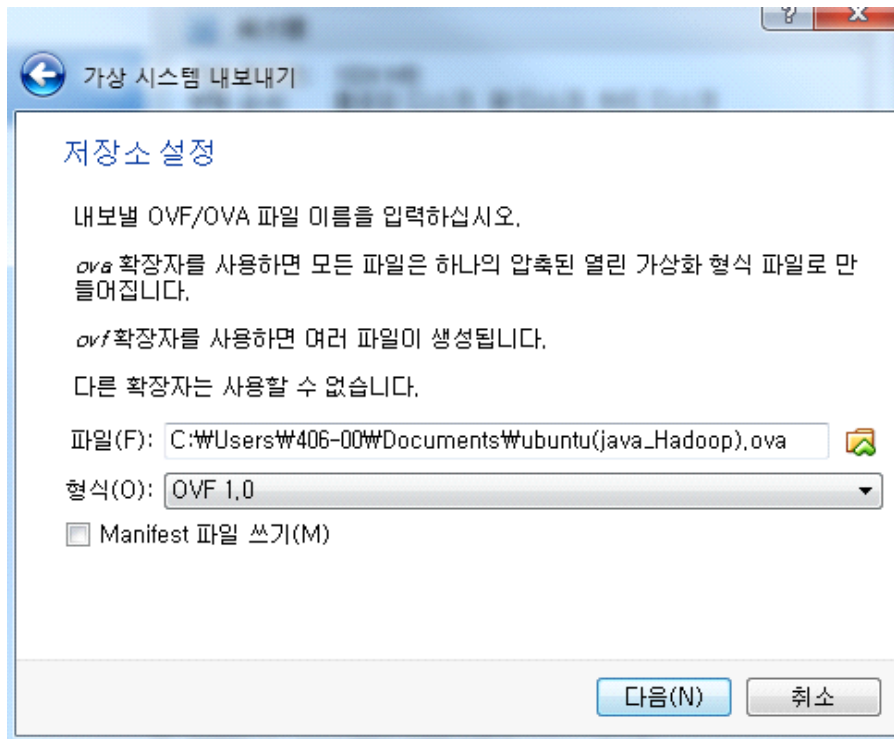 ?
x
가상 시스템 내보내기
저장소 설정
내보낼 OVF/OVA 파일 이름을 입력하십시오.
ova 확장자를 사용하면 모든 파일은 하나의 압축된 열린 가상화 형식 파일로 만
들어집니다.
ovf 확장자를 사용하면 여러 파일이 생성됩니다.
다른 확장자는 사용할 수 없습니다.
파일(F): C:₩Users₩406-00₩Documents₩ubuntu(java_Hadoop).ova
형식(O): OVF 1.0
Manifest 파일 쓰기(M)
다음(N) 취소